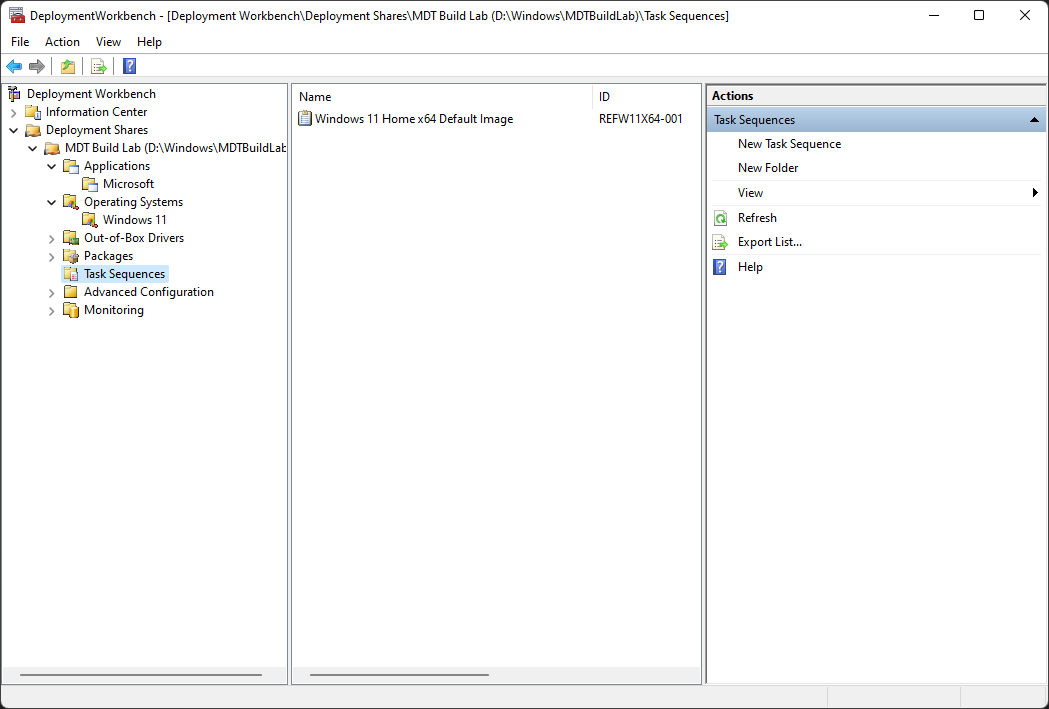 DeploymentWorkbench - [Deployment Workbench\Deployment Shares\MDT Build Lab (D:\Windows\MDTBuildLab)\Task Sequences]
File Action View Help
Deployment Workbench
Information Center
Deployment Shares
MDT Build Lab (D:\Windows\MDTBuildLab
Applications
Microsoft
Operating Systems
Windows 11
Out-of-Box Drivers
Packages
Task Sequences
Advanced Configuration
Monitoring
Name ID
Windows 11 Home x64 Default Image REFW11X64-001
Actions
Task Sequences
New Task Sequence
New Folder
View
Refresh
Export List...
Help